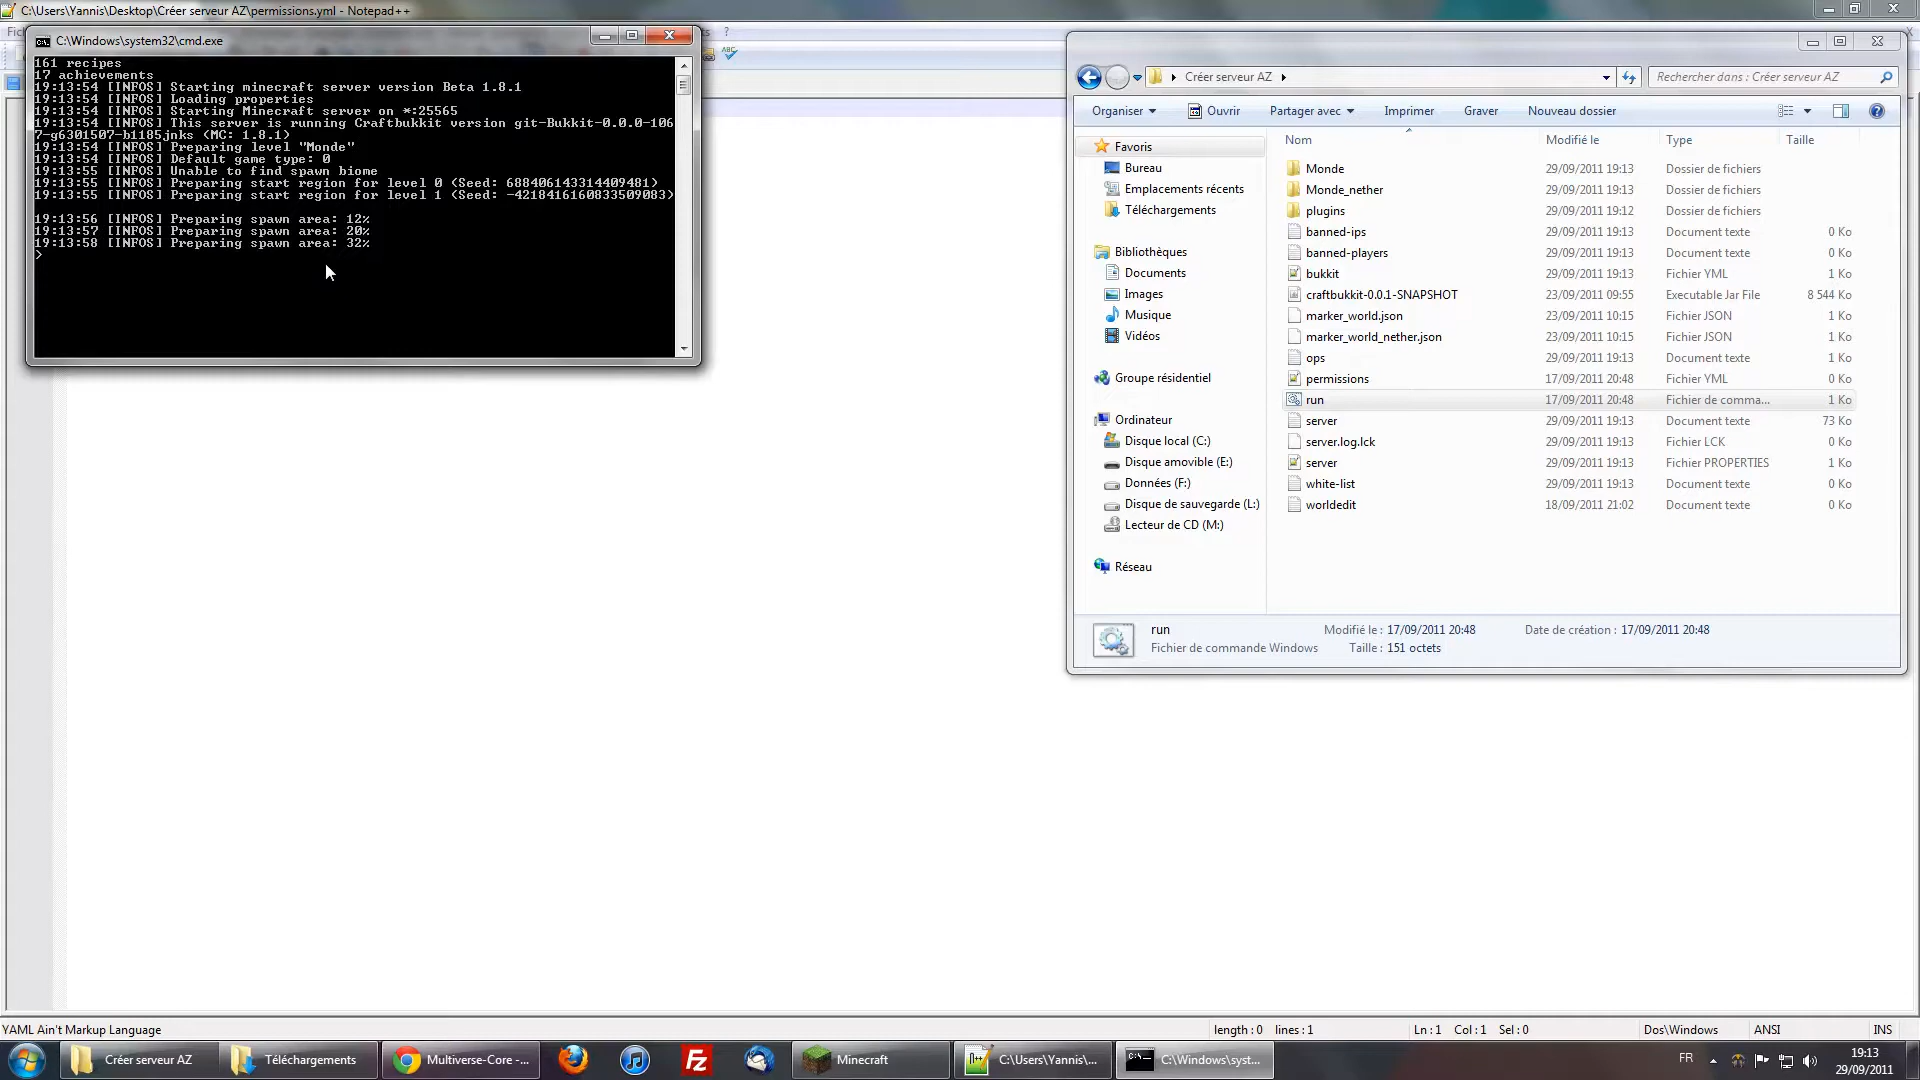 C:\Users\Yannis\Desktop\Créer serveur AZ\permissions.yml - Notepad++
C:\Windows\system32\cmd.exe
161 recipes
17 achievements
19:13:54 [INFOS] Starting minecraft server version Beta 1.8.1
19:13:54 [INFOS] Loading properties
19:13:54 [INFOS] Starting Minecraft server on *:25565
19:13:54 [INFOS] This server is running Craftbukkit version git-Bukkit-0.0.0-106
7-g6301507-b1185jnks (MC: 1.8.1)
19:13:54 [INFOS] Preparing level "Monde"
19:13:54 [INFOS] Default game type: 0
19:13:55 [INFOS] Unable to find spawn biome
19:13:55 [INFOS] Preparing start region for level 0 (Seed: 688406143314409481)
19:13:55 [INFOS] Preparing start region for level 1 (Seed: -4218416160833509083)
19:13:56 [INFOS] Preparing spawn area: 12%
19:13:57 [INFOS] Preparing spawn area: 20%
19:13:58 [INFOS] Preparing spawn area: 32%
>
Créer serveur AZ
Rechercher dans : Créer serveur AZ
Organiser Ouvrir Partager avec Imprimer Graver Nouveau dossier
Favoris
Bureau
Emplacements récents
Téléchargements
Bibliothèques
Documents
Images
Musique
Vidéos
Groupe résidentiel
Ordinateur
Disque local (C:)
Disque amovible (E:)
Données (F:)
Disque de sauvegarde (L:)
Lecteur de CD (M:)
Réseau
Nom Modifié le Type Taille
Monde 29/09/2011 19:13 Dossier de fichiers
Monde_nether 29/09/2011 19:13 Dossier de fichiers
plugins 29/09/2011 19:12 Dossier de fichiers
banned-ips 29/09/2011 19:13 Document texte 0 Ko
banned-players 29/09/2011 19:13 Document texte 0 Ko
bukkit 29/09/2011 19:13 Fichier YML 1 Ko
craftbukkit-0.0.1-SNAPSHOT 23/09/2011 09:55 Executable Jar File 8 544 Ko
marker_world.json 23/09/2011 10:15 Fichier JSON 1 Ko
marker_world_nether.json 23/09/2011 10:15 Fichier JSON 1 Ko
ops 29/09/2011 19:13 Document texte 1 Ko
permissions 17/09/2011 20:48 Fichier YML 0 Ko
run 17/09/2011 20:48 Fichier de comma... 1 Ko
server 29/09/2011 19:13 Document texte 73 Ko
server.log.lck 29/09/2011 19:13 Fichier LCK 0 Ko
server 29/09/2011 19:13 Fichier PROPERTIES 1 Ko
white-list 29/09/2011 19:13 Document texte 0 Ko
worldedit 18/09/2011 21:02 Document texte 0 Ko
run Modifié le : 17/09/2011 20:48 Date de création : 17/09/2011 20:48
Fichier de commande Windows Taille : 151 octets
YAML Ain't Markup Language length : 0 lines : 1 Ln : 1 Col : 1 Sel : 0 Dos\Windows ANSI INS
Créer serveur AZ Téléchargements Multiverse-Core -... Minecraft C:\Users\Yannis\... C:\Windows\syst... FR 19:13
29/09/2011